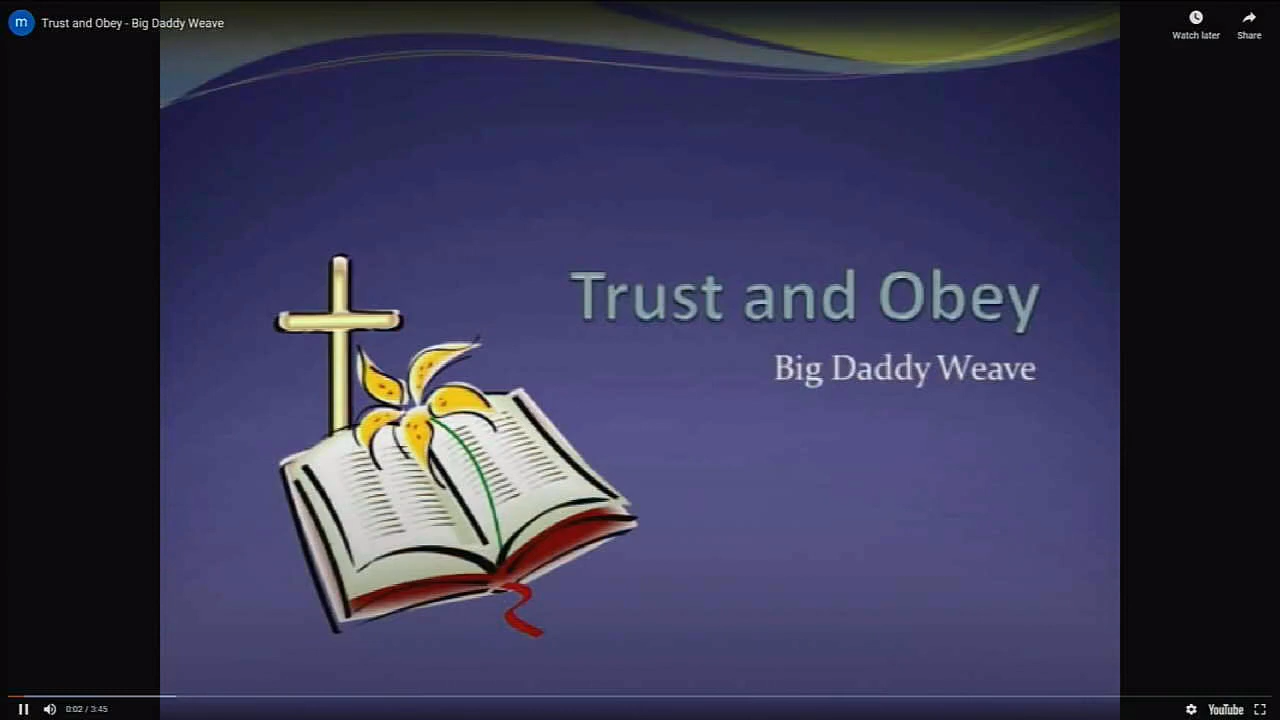 m
Trust and Obey - Big Daddy Weave
Watch later
Share
Trust and Obey
Big Daddy Weave
0:02 / 3:45
YouTube